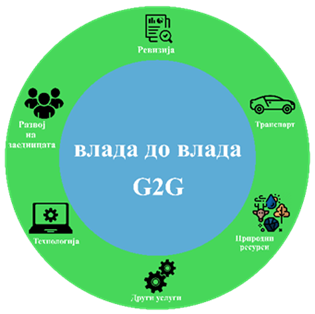 Ревизија
Транспорт
Природни
ресурси
Други услуги
Технологија
Развој
на
заедницата
влада до влада
G2G